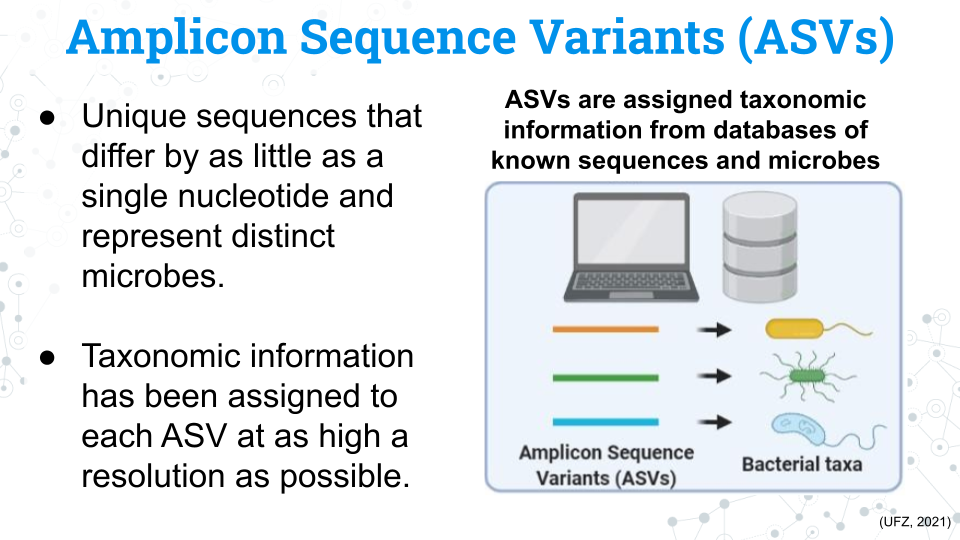 Amplicon Sequence Variants (ASVs)
● Unique sequences that
differ by as little as a
single nucleotide and
represent distinct
microbes.
● Taxonomic information
has been assigned to
each ASV at as high a
resolution as possible.
ASVs are assigned taxonomic
information from databases of
known sequences and microbes
Amplicon Sequence
Variants (ASVs)
Bacterial taxa
(UFZ, 2021)